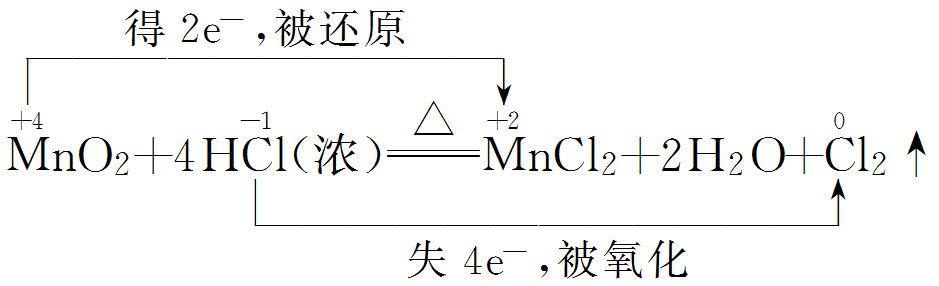 得 2e⁻,被还原
+4 -1 +2 0
MnO₂+4HCl(浓)══△══MnCl₂+2H₂O+Cl₂↑
失 4e⁻,被氧化